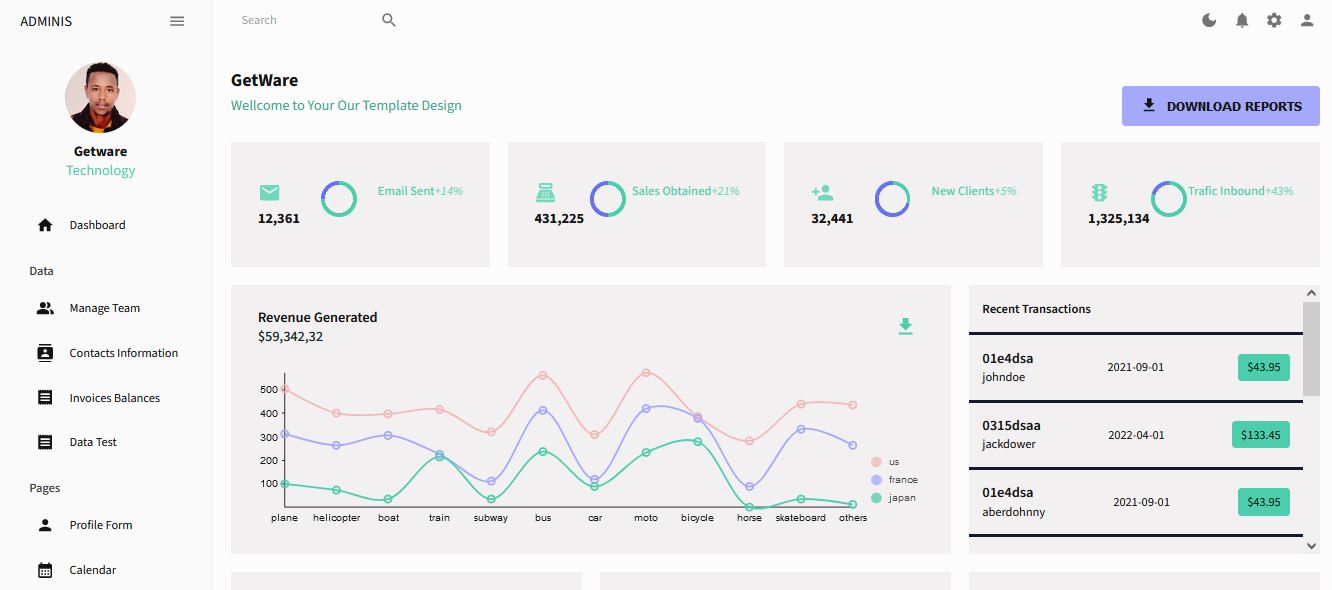 ADMINIS
Search
Getware
Technology
Dashboard
Data
Manage Team
Contacts Information
Invoices Balances
Data Test
Pages
Profile Form
Calendar
GetWare
Wellcome to Your Our Template Design
DOWNLOAD REPORTS
12,361
Email Sent+14%
431,225
Sales Obtained+21%
32,441
New Clients+5%
1,325,134
Trafic Inbound+43%
Revenue Generated
$59,342,32
500
400
300
200
100
plane helicopter boat train subway bus car moto bicycle horse skateboard others
us
france
japan
Recent Transactions
01e4dsa
johndoe
2021-09-01
$43.95
0315dsaa
jackdower
2022-04-01
$133.45
01e4dsa
aberdohnny
2021-09-01
$43.95